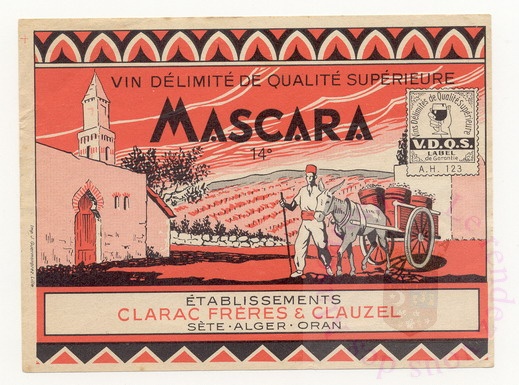 VIN DÉLIMITÉ DE QUALITÉ SUPÉRIEURE
MASCARA
14°
Vins Délimités de Qualité Supérieure
V.D.Q.S.
LABEL
de Garantie
A.H. 123
ÉTABLISSEMENTS
CLARAC FRÈRES & CLAUZEL
SÈTE - ALGER - ORAN